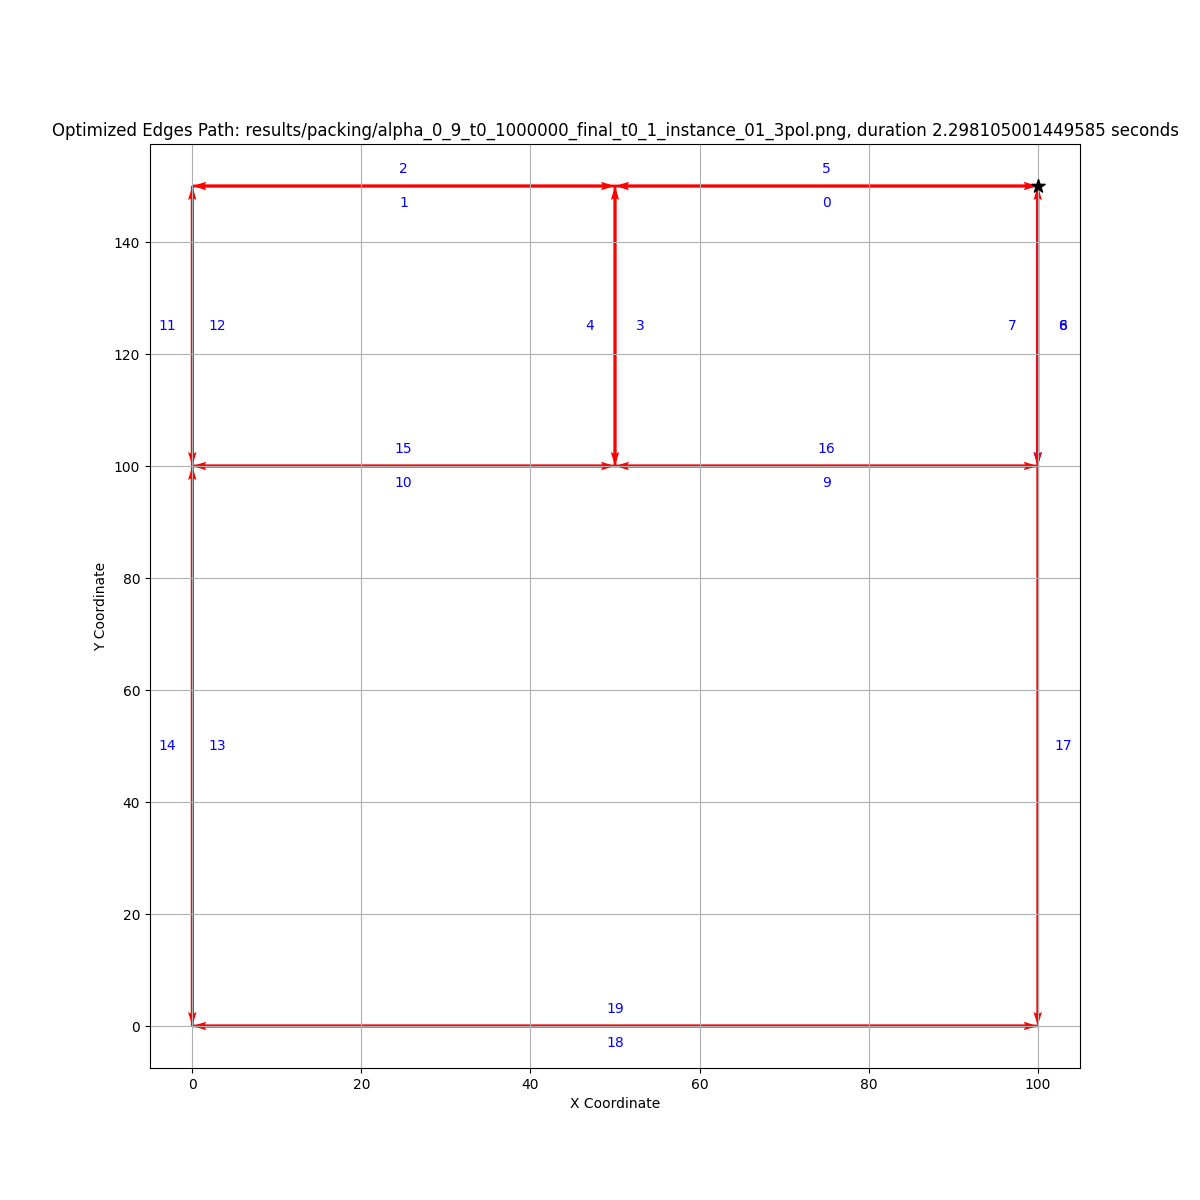 Optimized Edges Path: results/packing/alpha_0_9_t0_1000000_final_t0_1_instance_01_3pol.png, duration 2.298105001449585 seconds
2 5
1 0
140
11 12 4 3 7
120
15 16
100
10 9
80
Y Coordinate
60
14 13 17
40
20
19
0
18
0 20 40 60 80 100
X Coordinate